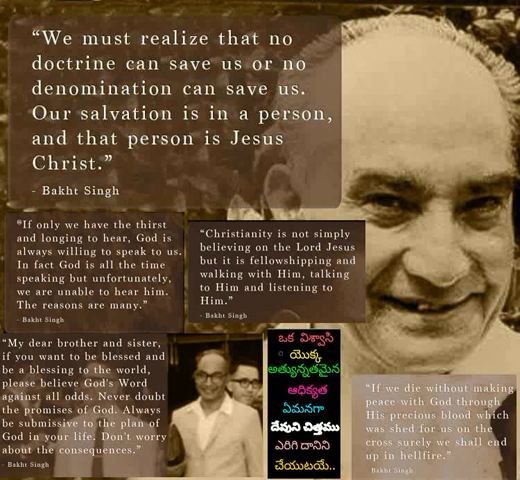 “We must realize that no
doctrine can save us or no
denomination can save us.
Our salvation is in a person,
and that person is Jesus
Christ.”
- Bakht Singh
“If only we have the thirst
and longing to hear, God is
always willing to speak to us.
In fact God is all the time
speaking but unfortunately,
we are unable to hear him.
The reasons are many.”
- Bakht Singh
“Christianity is not simply
believing on the Lord Jesus
but it is fellowshipping and
walking with Him, talking
to Him and listening to
Him.”
- Bakht Singh
“My dear brother and sister,
if you want to be blessed and
be a blessing to the world,
please believe God's Word
against all odds. Never doubt
the promises of God. Always
be submissive to the plan of
God in your life. Don't worry
about the consequences.”
- Bakht Singh
ఒక విశ్వాసి
యొక్క
అత్యున్నతమైన
ఆధిక్యత
ఏమనగా
దేవుని చిత్తము
ఎరిగి దానిని
చేయుటయే..
“If we die without making
peace with God through
His precious blood which
was shed for us on the
cross surely we shall end
up in hellfire.”
- Bakht Singh